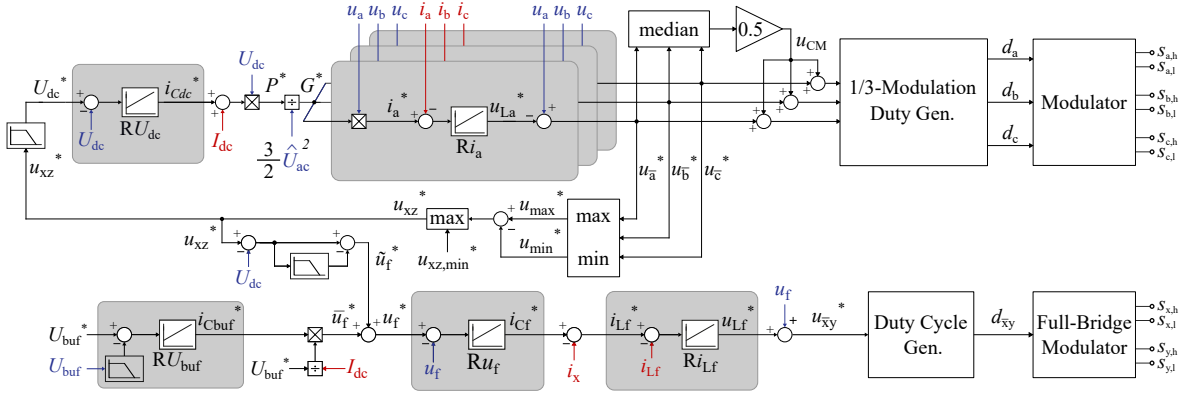 u_a u_b u_c i_a i_b i_c u_a u_b u_c
median 0.5 u_CM
U_dc* U_dc i_Cdc* U_dc P* G*
+ − RU_dc U_dc + + I_dc ÷ 3/2 Û_ac²
i_a* + − Ri_a u_La* − +
+ + + + + +
1/3-Modulation
Duty Gen.
d_a
d_b
d_c
Modulator
s_a,h
s_a,l
s_b,h
s_b,l
s_c,h
s_c,l
u_xz*
u_a̅* u_b̅* u_c̅*
u_xz* max u_xz,min* + − u_max* u_min* max
min
u_xz* + − U_dc + − ũ_f*
U_buf* + − U_buf i_Cbuf* RU_buf
u̅_f* + + u_f*
U_buf* ÷ I_dc
+ − u_f Ru_f i_Cf*
+ − i_x
i_Lf* + − i_Lf Ri_Lf u_Lf*
u_f + + u_x̅y*
Duty Cycle
Gen.
d_x̅y
Full-Bridge
Modulator
s_x,h
s_x,l
s_y,h
s_y,l